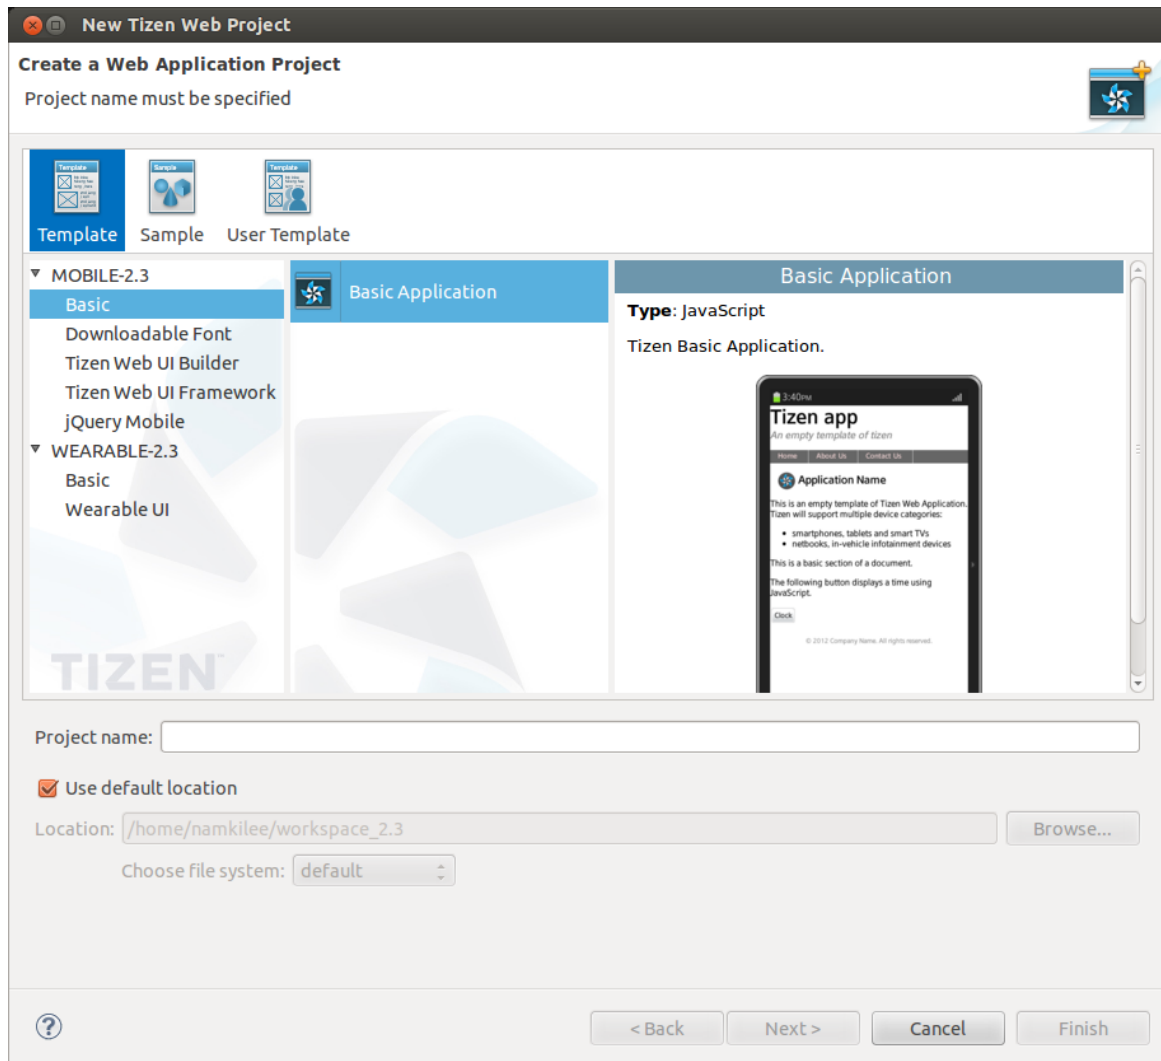 New Tizen Web Project
Create a Web Application Project
Project name must be specified
Template
Sample
Template
Template Sample User Template
MOBILE-2.3
Basic
Downloadable Font
Tizen Web UI Builder
Tizen Web UI Framework
jQuery Mobile
WEARABLE-2.3
Basic
Wearable UI
TIZEN™
Basic Application
Basic Application
Type: JavaScript
Tizen Basic Application.
3:40PM
Tizen app
An empty template of tizen
Home About Us Contact Us
Application Name
This is an empty template of Tizen Web Application.
Tizen will support multiple device categories:
• smartphones, tablets and smart TVs
• netbooks, in-vehicle infotainment devices
This is a basic section of a document.
The following button displays a time using
JavaScript.
Clock
© 2012 Company Name. All rights reserved.
Project name:
Use default location
Location: /home/namkilee/workspace_2.3 Browse...
Choose file system: default
? < Back Next > Cancel Finish